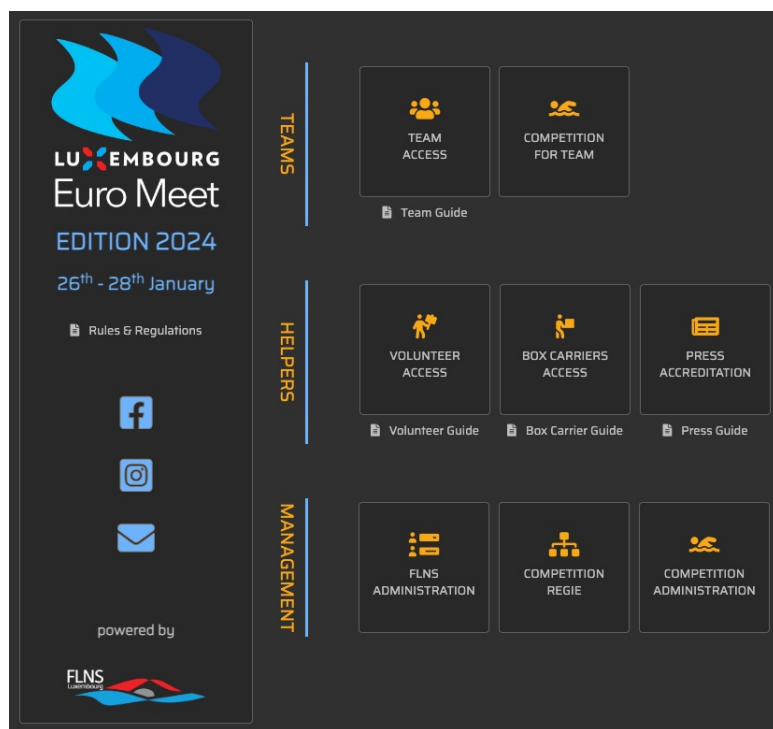 LUXEMBOURG
Euro Meet
EDITION 2024
26th - 28th January
Rules & Regulations
powered by
FLNS
Luxembourg
TEAMS
TEAM
ACCESS
COMPETITION
FOR TEAM
Team Guide
HELPERS
VOLUNTEER
ACCESS
BOX CARRIERS
ACCESS
PRESS
ACCREDITATION
Volunteer Guide
Box Carrier Guide
Press Guide
MANAGEMENT
FLNS
ADMINISTRATION
COMPETITION
REGIE
COMPETITION
ADMINISTRATION